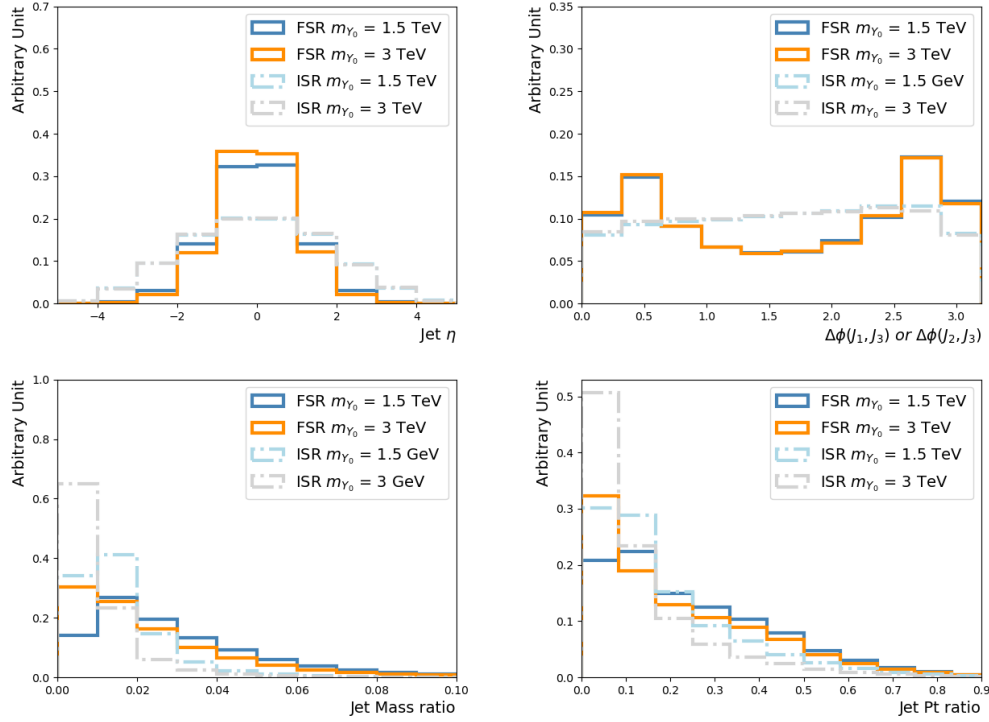 0.7
0.6
0.5
0.4
0.3
0.2
0.1
0.0
Arbitrary Unit
FSR m_{Y_0} = 1.5 TeV
FSR m_{Y_0} = 3 TeV
ISR m_{Y_0} = 1.5 TeV
ISR m_{Y_0} = 3 TeV
−4 −2 0 2 4
Jet η
0.35
0.30
0.25
0.20
0.15
0.10
0.05
0.00
Arbitrary Unit
FSR m_{Y_0} = 1.5 TeV
FSR m_{Y_0} = 3 TeV
ISR m_{Y_0} = 1.5 GeV
ISR m_{Y_0} = 3 TeV
0.0 0.5 1.0 1.5 2.0 2.5 3.0
Δϕ(J_1, J_3) or Δϕ(J_2, J_3)
1.0
0.8
0.6
0.4
0.2
0.0
Arbitrary Unit
FSR m_{Y_0} = 1.5 TeV
FSR m_{Y_0} = 3 TeV
ISR m_{Y_0} = 1.5 GeV
ISR m_{Y_0} = 3 GeV
0.00 0.02 0.04 0.06 0.08 0.10
Jet Mass ratio
0.5
0.4
0.3
0.2
0.1
0.0
Arbitrary Unit
FSR m_{Y_0} = 1.5 TeV
FSR m_{Y_0} = 3 TeV
ISR m_{Y_0} = 1.5 TeV
ISR m_{Y_0} = 3 TeV
0.0 0.1 0.2 0.3 0.4 0.5 0.6 0.7 0.8 0.9
Jet Pt ratio